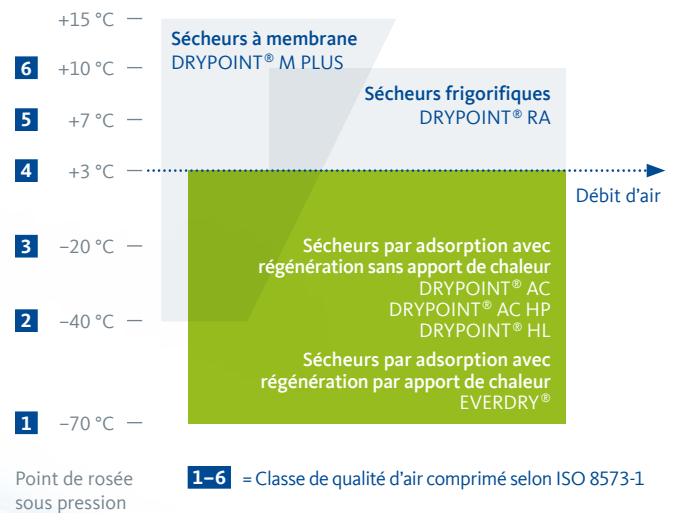 +15 °C
Sécheurs à membrane
DRYPOINT® M PLUS
6 +10 °C
Sécheurs frigorifiques
DRYPOINT® RA
5 +7 °C
4 +3 °C
Débit d’air
3 −20 °C
Sécheurs par adsorption avec
régénération sans apport de chaleur
DRYPOINT® AC
DRYPOINT® AC HP
DRYPOINT® HL
2 −40 °C
Sécheurs par adsorption avec
régénération par apport de chaleur
EVERDRY®
1 −70 °C
Point de rosée
sous pression
1–6 = Classe de qualité d’air comprimé selon ISO 8573-1